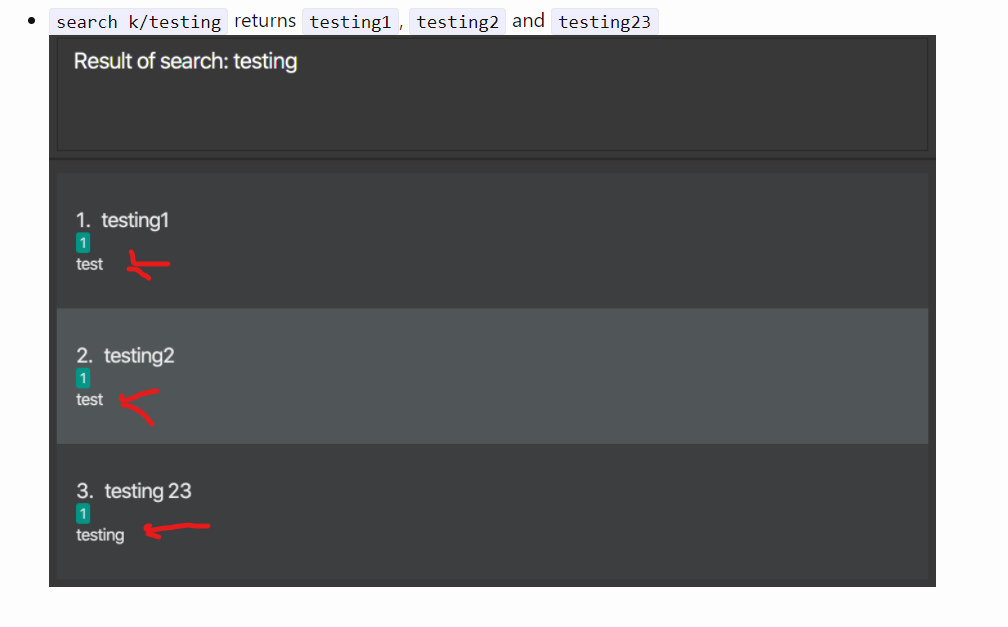 search k/testing returns testing1 , testing2 and testing23
Result of search: testing
1. testing1
1
test
2. testing2
1
test
3. testing 23
1
testing